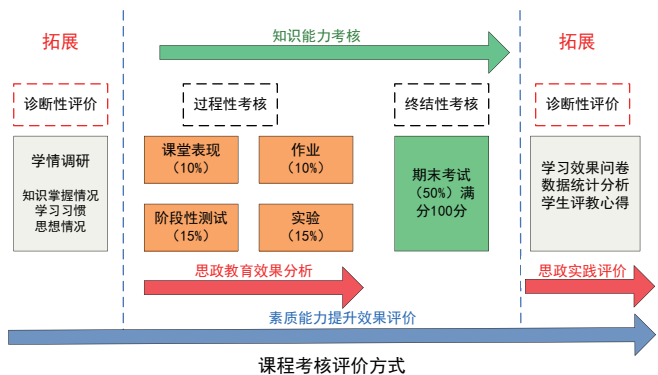 知识能力考核
拓展
拓展
诊断性评价
过程性考核
终结性考核
诊断性评价
学情调研
知识掌握情况
学习习惯
思想情况
课堂表现
（10%）
作业
（10%）
阶段性测试
（15%）
实验
（15%）
期末考试
（50%）满
分100分
学习效果问卷
数据统计分析
学生评教心得
思政教育效果分析
思政实践评价
素质能力提升效果评价
课程考核评价方式